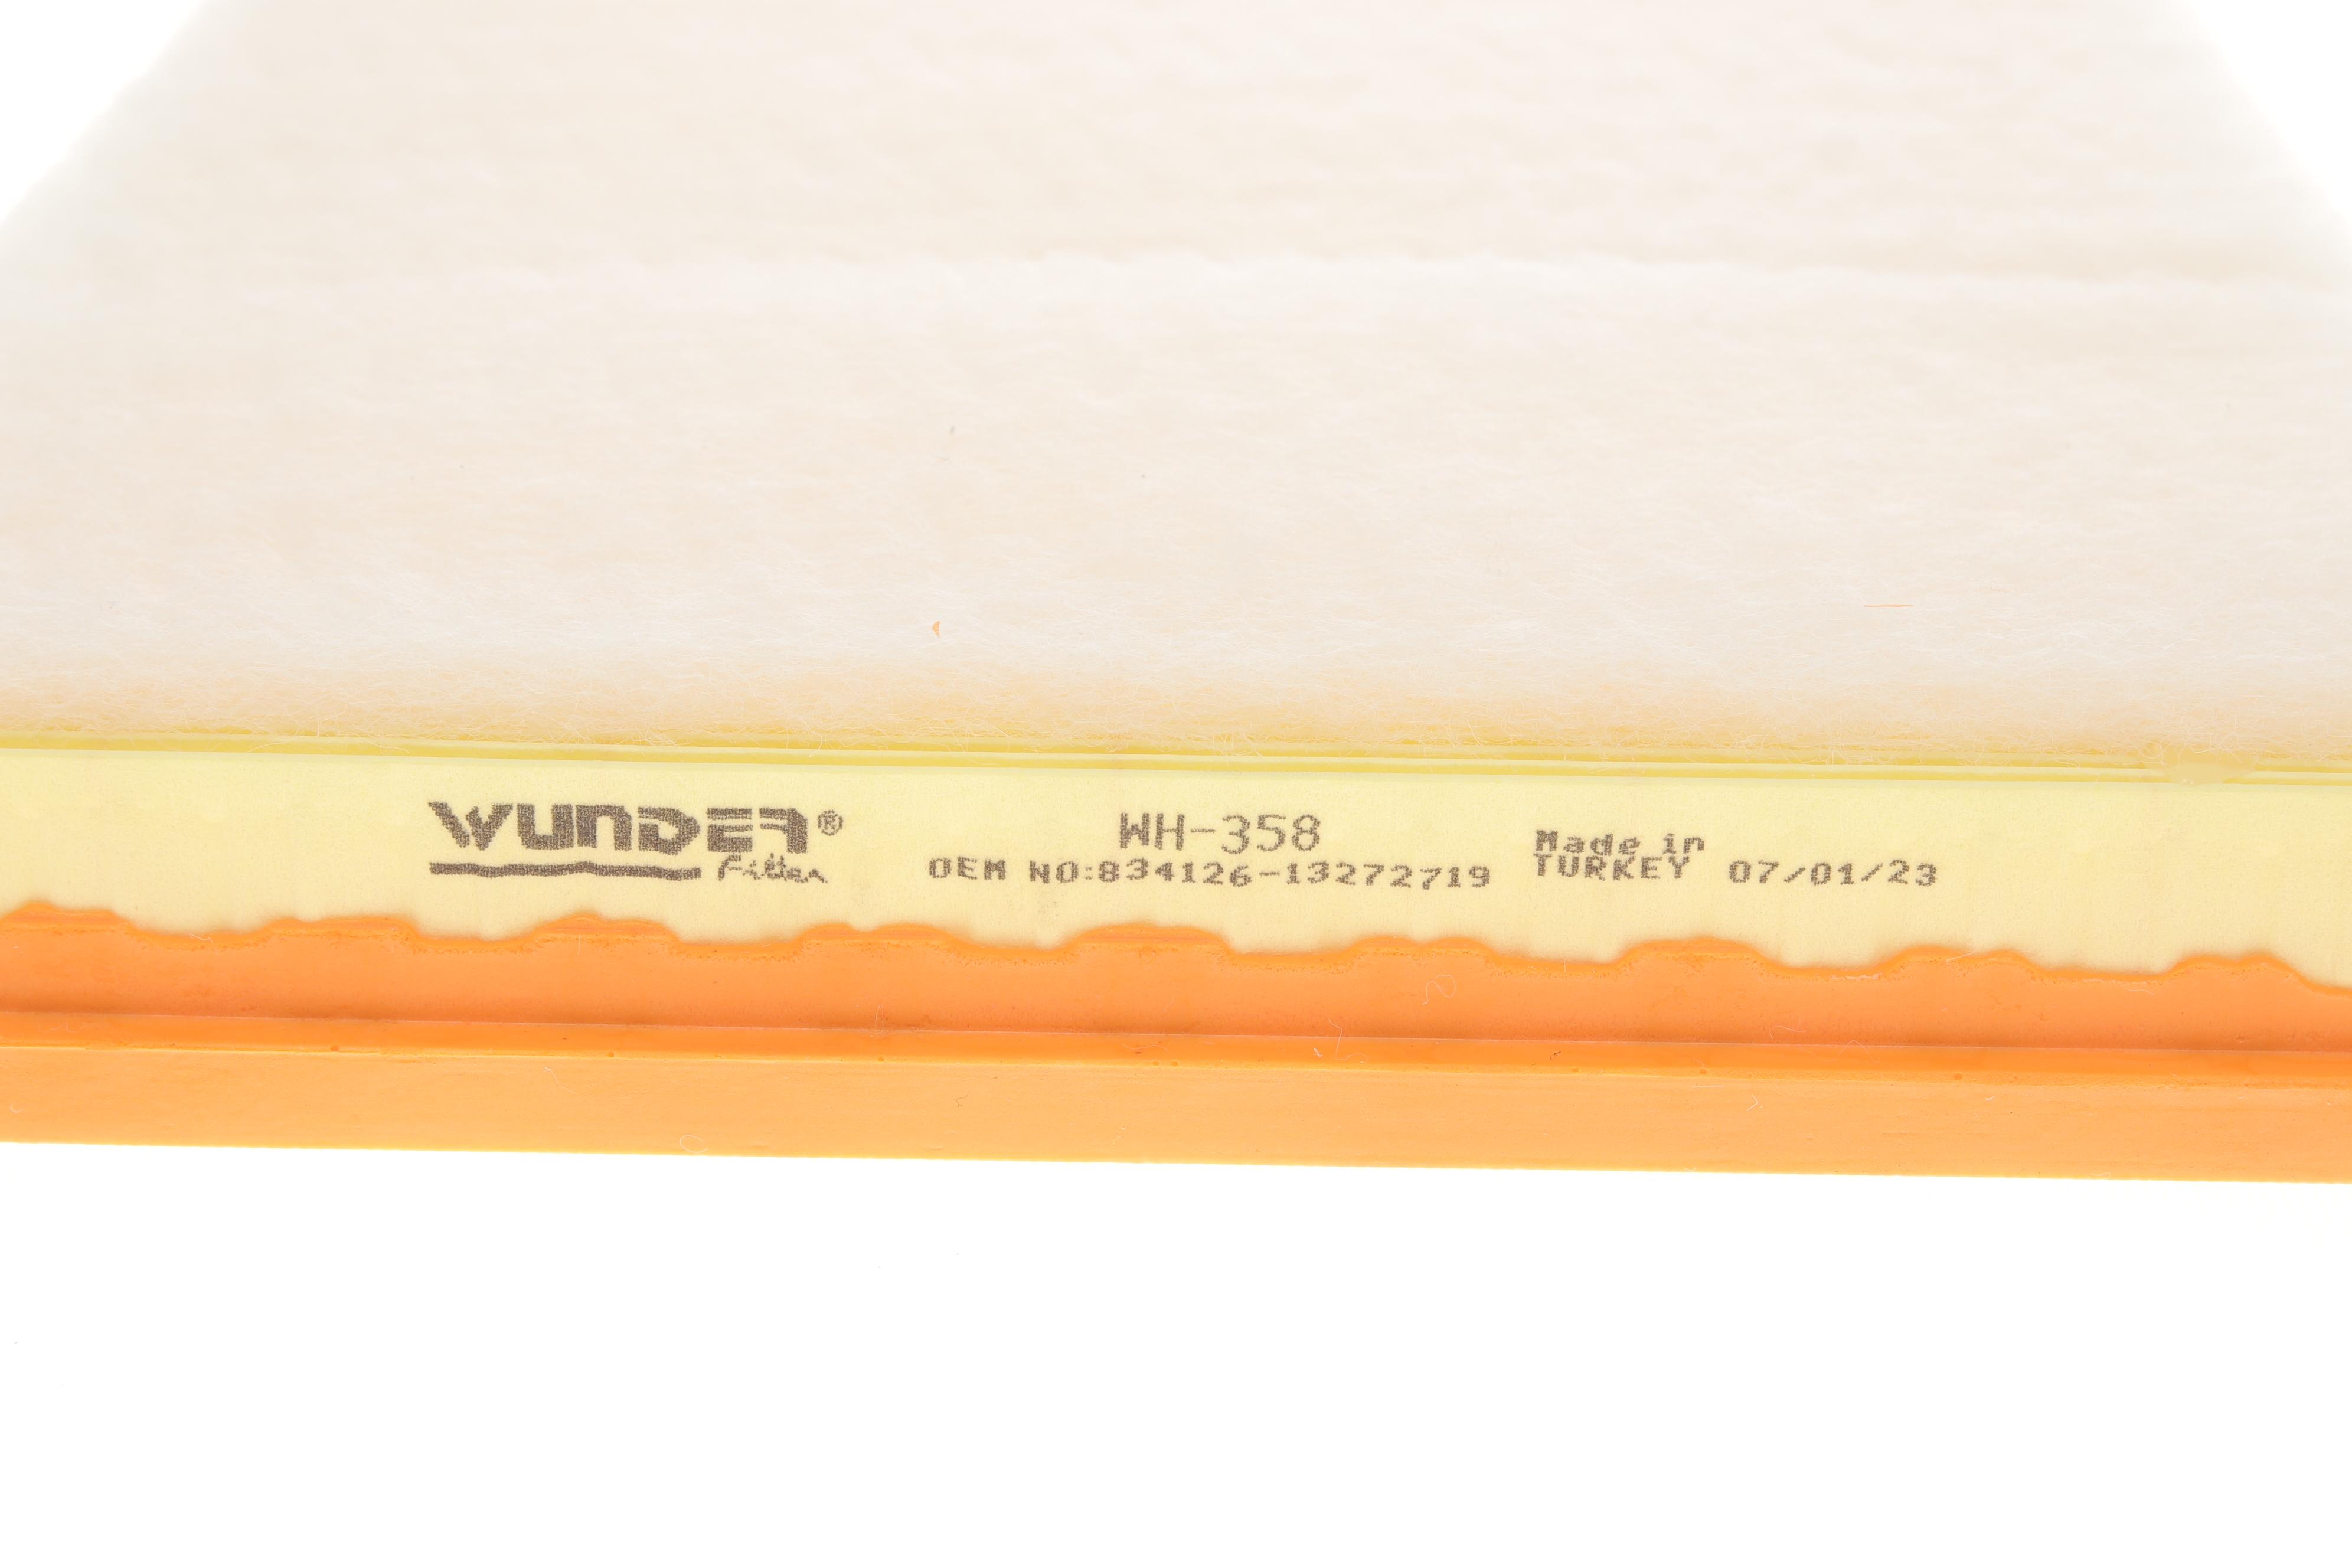 WUNDER®
Filter
WH-358
OEM NO:834126-13272719
Made in
TURKEY 07/01/23